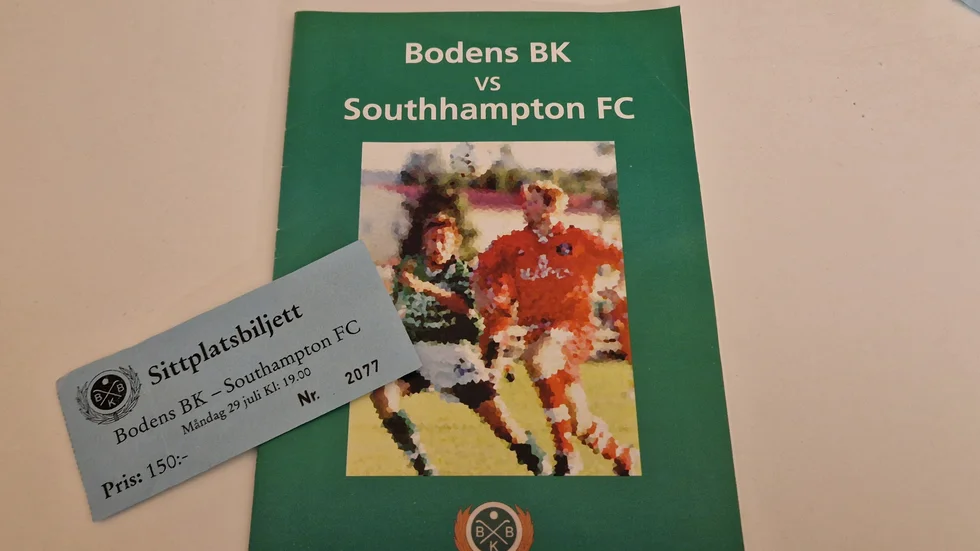 Bodens BK
vs
Southhampton FC
Sittplatsbiljett
Bodens BK – Southampton FC
Måndag 29 juli Kl: 19.00
Nr. 2077
Pris: 150:-
B B
K
B B
K